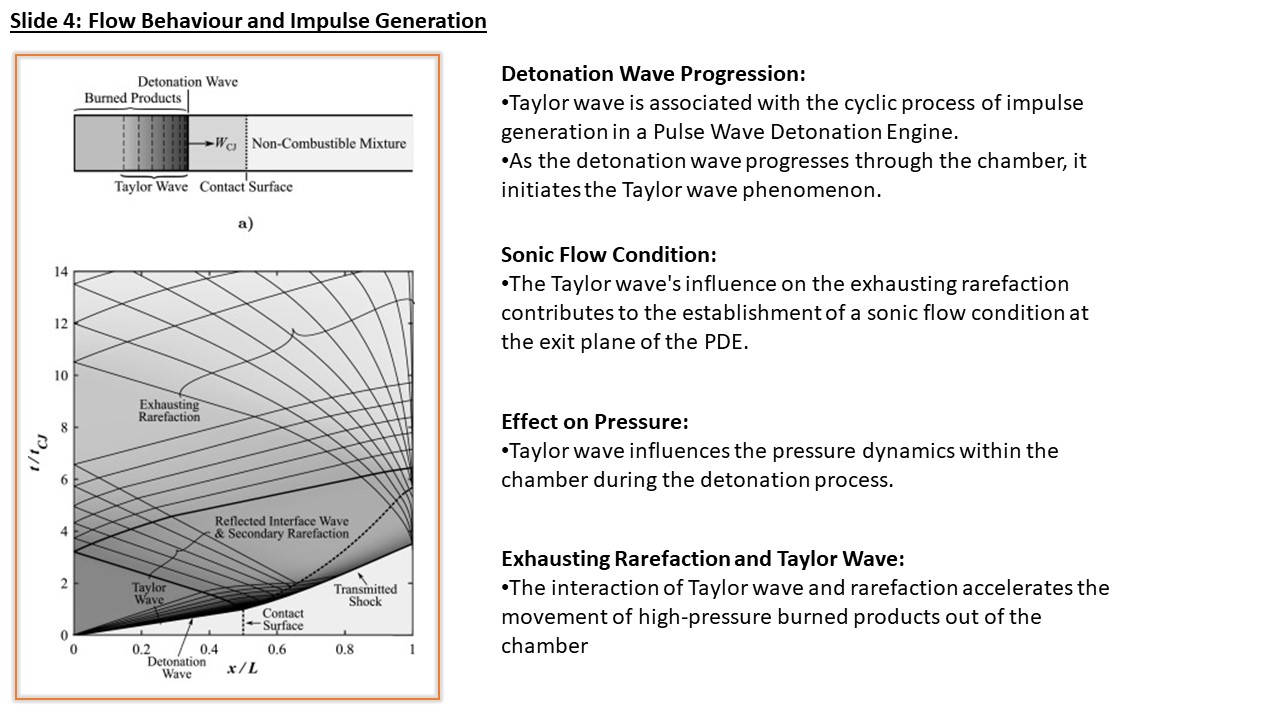 Slide 4: Flow Behaviour and Impulse Generation
Detonation Wave
Burned Products
W_CJ
Non-Combustible Mixture
Taylor Wave
Contact Surface
a)
14
12
10
8
6
4
2
0
t/t_CJ
Exhausting
Rarefaction
Reflected Interface Wave
& Secondary Rarefaction
Taylor
Wave
Transmitted
Shock
Contact
Surface
0
0.2
0.4
0.6
0.8
1
Detonation
Wave
x/L
Detonation Wave Progression:
•Taylor wave is associated with the cyclic process of impulse
generation in a Pulse Wave Detonation Engine.
•As the detonation wave progresses through the chamber, it
initiates the Taylor wave phenomenon.
Sonic Flow Condition:
•The Taylor wave's influence on the exhausting rarefaction
contributes to the establishment of a sonic flow condition at
the exit plane of the PDE.
Effect on Pressure:
•Taylor wave influences the pressure dynamics within the
chamber during the detonation process.
Exhausting Rarefaction and Taylor Wave:
•The interaction of Taylor wave and rarefaction accelerates the
movement of high-pressure burned products out of the
chamber